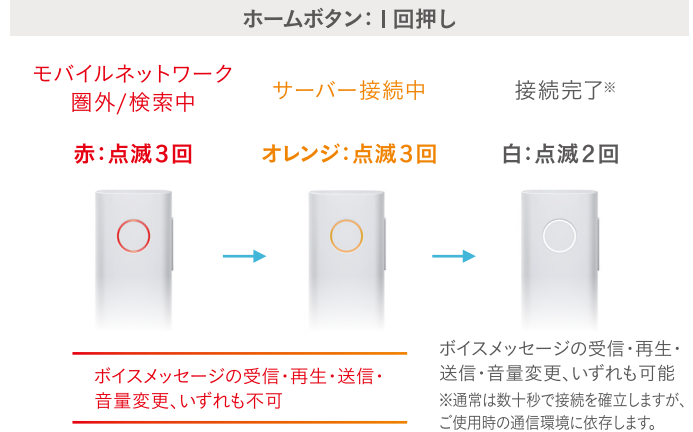 ホームボタン：1回押し
モバイルネットワーク
圏外/検索中
サーバー接続中
接続完了※
赤：点滅3回
オレンジ：点滅3回
白：点滅2回
ボイスメッセージの受信・再生・送信・
音量変更、いずれも不可
ボイスメッセージの受信・再生・
送信・音量変更、いずれも可能
※通常は数十秒で接続を確立しますが、
ご使用時の通信環境に依存します。